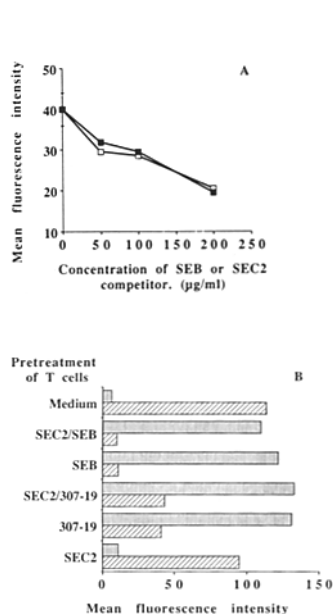 A
Mean fluorescence intensity
50
40
30
20
10
0 50 100 150 200 250
Concentration of SEB or SEC2
competitor. (µg/ml)
Pretreatment
of T cells
B
Medium
SEC2/SEB
SEB
SEC2/307-19
307-19
SEC2
0 50 100 150
Mean fluorescence intensity